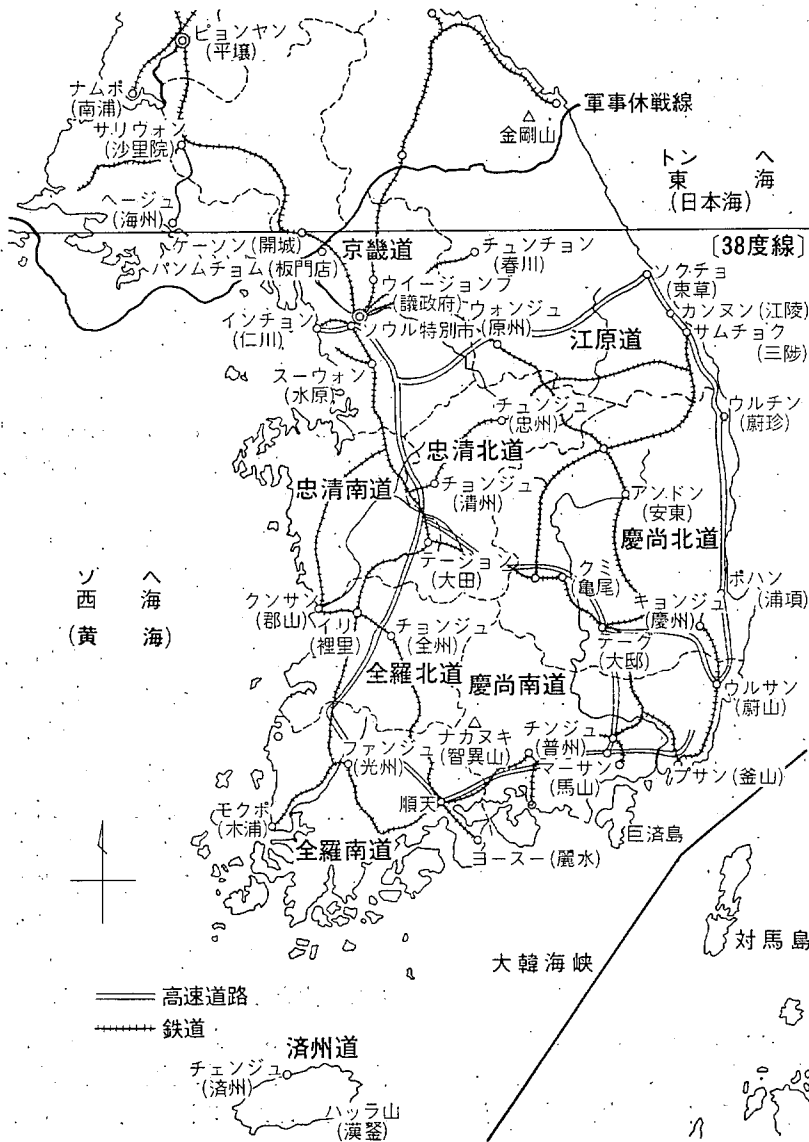 ピョンヤン
(平壌)
ナムポ
(南浦)
サリウォン
(沙里院)
軍事休戦線
金剛山
トン へ
東 海
(日本海)
ヘージュ
(海州)
ケーソン(開城)
パンムチョム(板門店)
京畿道
チュンチョン
(春川)
〔38度線〕
ウイージョンブ
(議政府)
ソクチョ
(束草)
カンヌン(江陵)
サムチョク
(三陟)
インチョン
(仁川)
ソウル特別市
ウォンジュ
(原州)
江原道
スーウォン
(水原)
チュンジュ
(忠州)
ウルチン
(蔚珍)
忠清北道
忠清南道
チョンジュ
(清州)
アンドン
(安東)
慶尚北道
テージョン
(大田)
クミ
(亀尾)
ポハン
(浦項)
ソ へ
西 海
(黄 海)
クンサン
(郡山)
イリ
(裡里)
チョンジュ
(全州)
キョンジュ
(慶州)
テーク
(大邸)
全羅北道
慶尚南道
ウルサン
(蔚山)
ナカヌキ
(智異山)
チンジュ
(普州)
ファンジュ
(光州)
マーサン
(馬山)
プサン(釜山)
順天
モクポ
(木浦)
全羅南道
ヨースー(麗水)
巨済島
対馬島
大韓海峡
高速道路
鉄道
済州道
チェンジュ
(済州)
ハッラ山